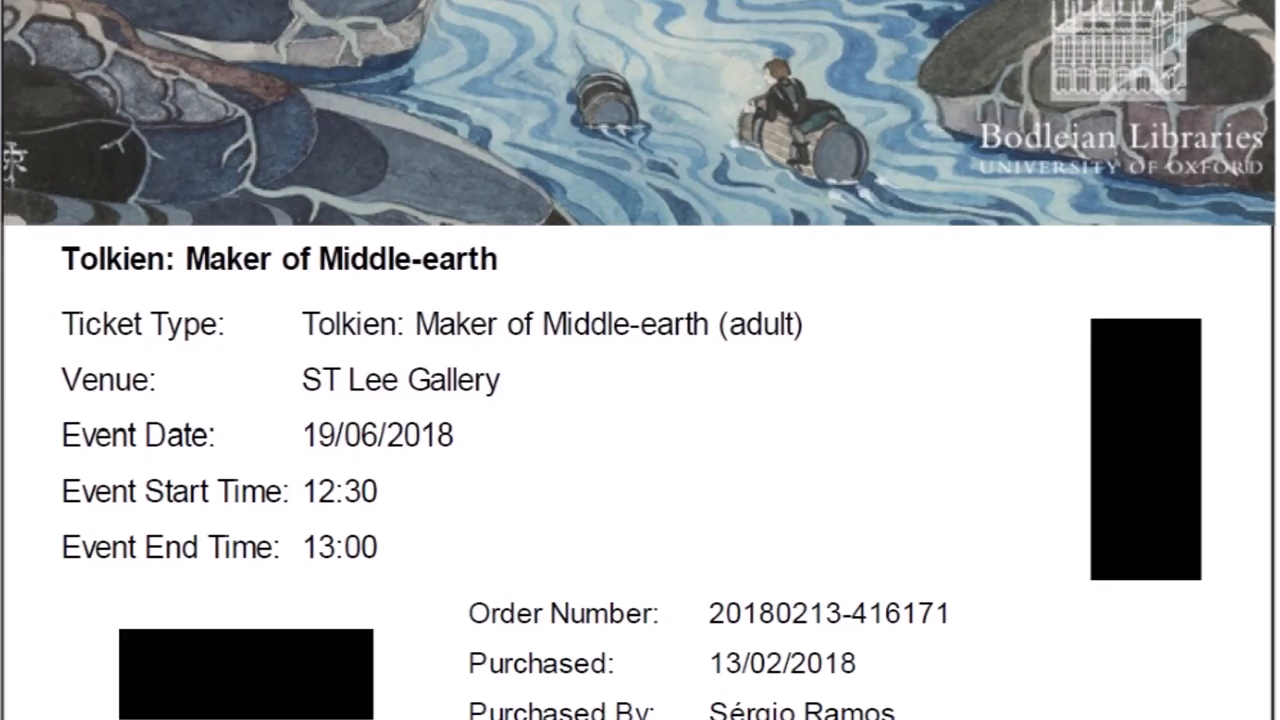 Bodleian Libraries
UNIVERSITY OF OXFORD
Tolkien: Maker of Middle-earth
Ticket Type: Tolkien: Maker of Middle-earth (adult)
Venue: ST Lee Gallery
Event Date: 19/06/2018
Event Start Time: 12:30
Event End Time: 13:00
Order Number: 20180213-416171
Purchased: 13/02/2018
Purchased By: Sérgio Ramos